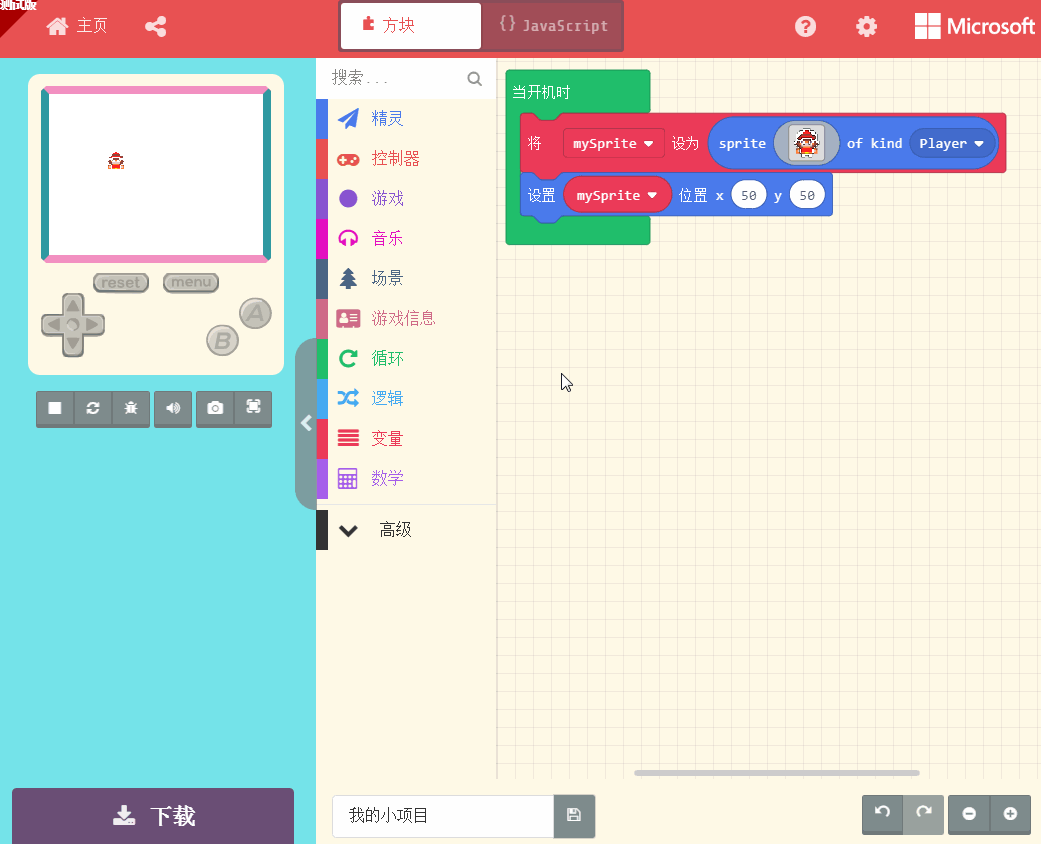 测试版
主页
方块
{} JavaScript
Microsoft
搜索...
精灵
控制器
游戏
音乐
场景
游戏信息
循环
逻辑
变量
数学
高级
当开机时
将 mySprite 设为 sprite of kind Player
设置 mySprite 位置 x 50 y 50
reset menu
A
B
下载
我的小项目